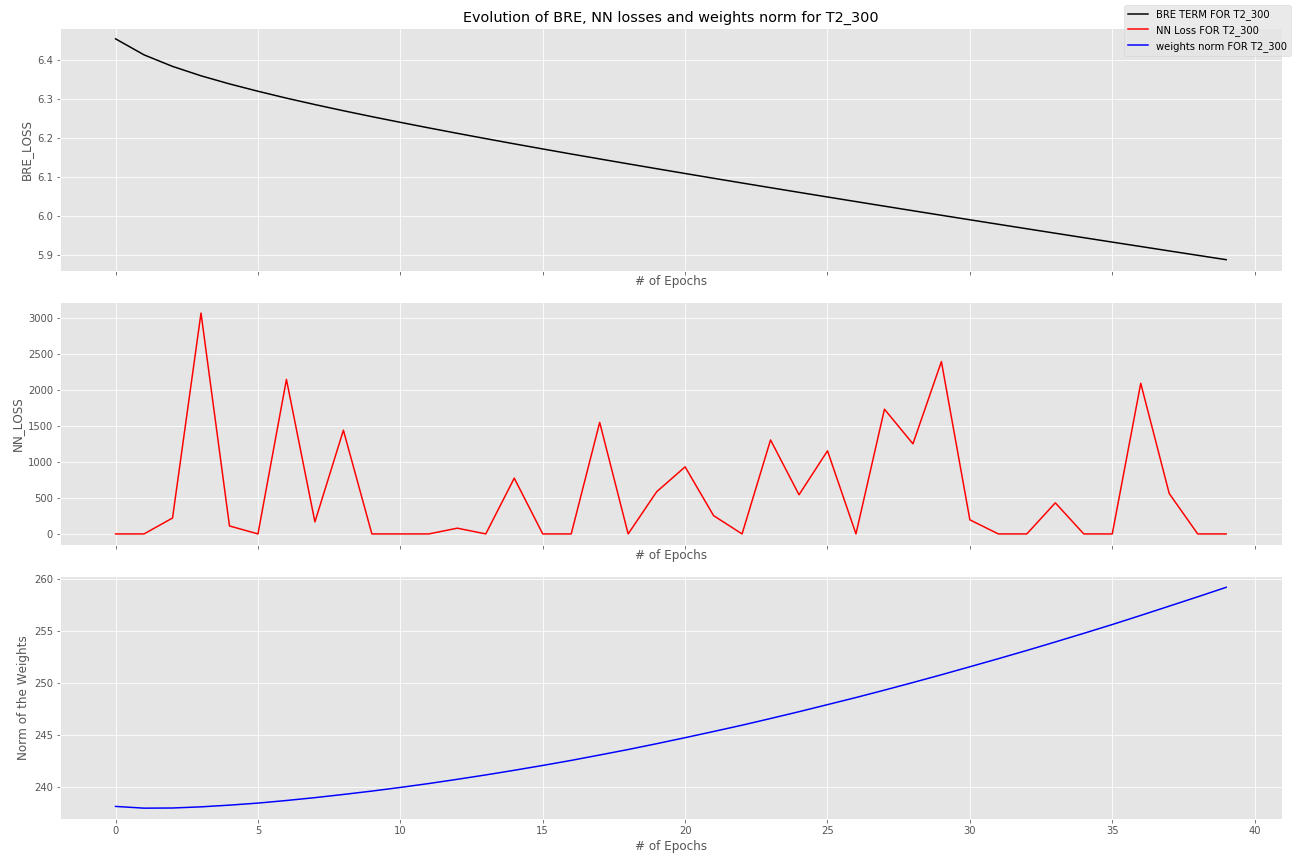 Evolution of BRE, NN losses and weights norm for T2_300
BRE TERM FOR T2_300
NN Loss FOR T2_300
weights norm FOR T2_300
BRE_LOSS
6.4
6.3
6.2
6.1
6.0
5.9
# of Epochs
NN_LOSS
3000
2500
2000
1500
1000
500
0
# of Epochs
Norm of the Weights
260
255
250
245
240
0 5 10 15 20 25 30 35 40
# of Epochs